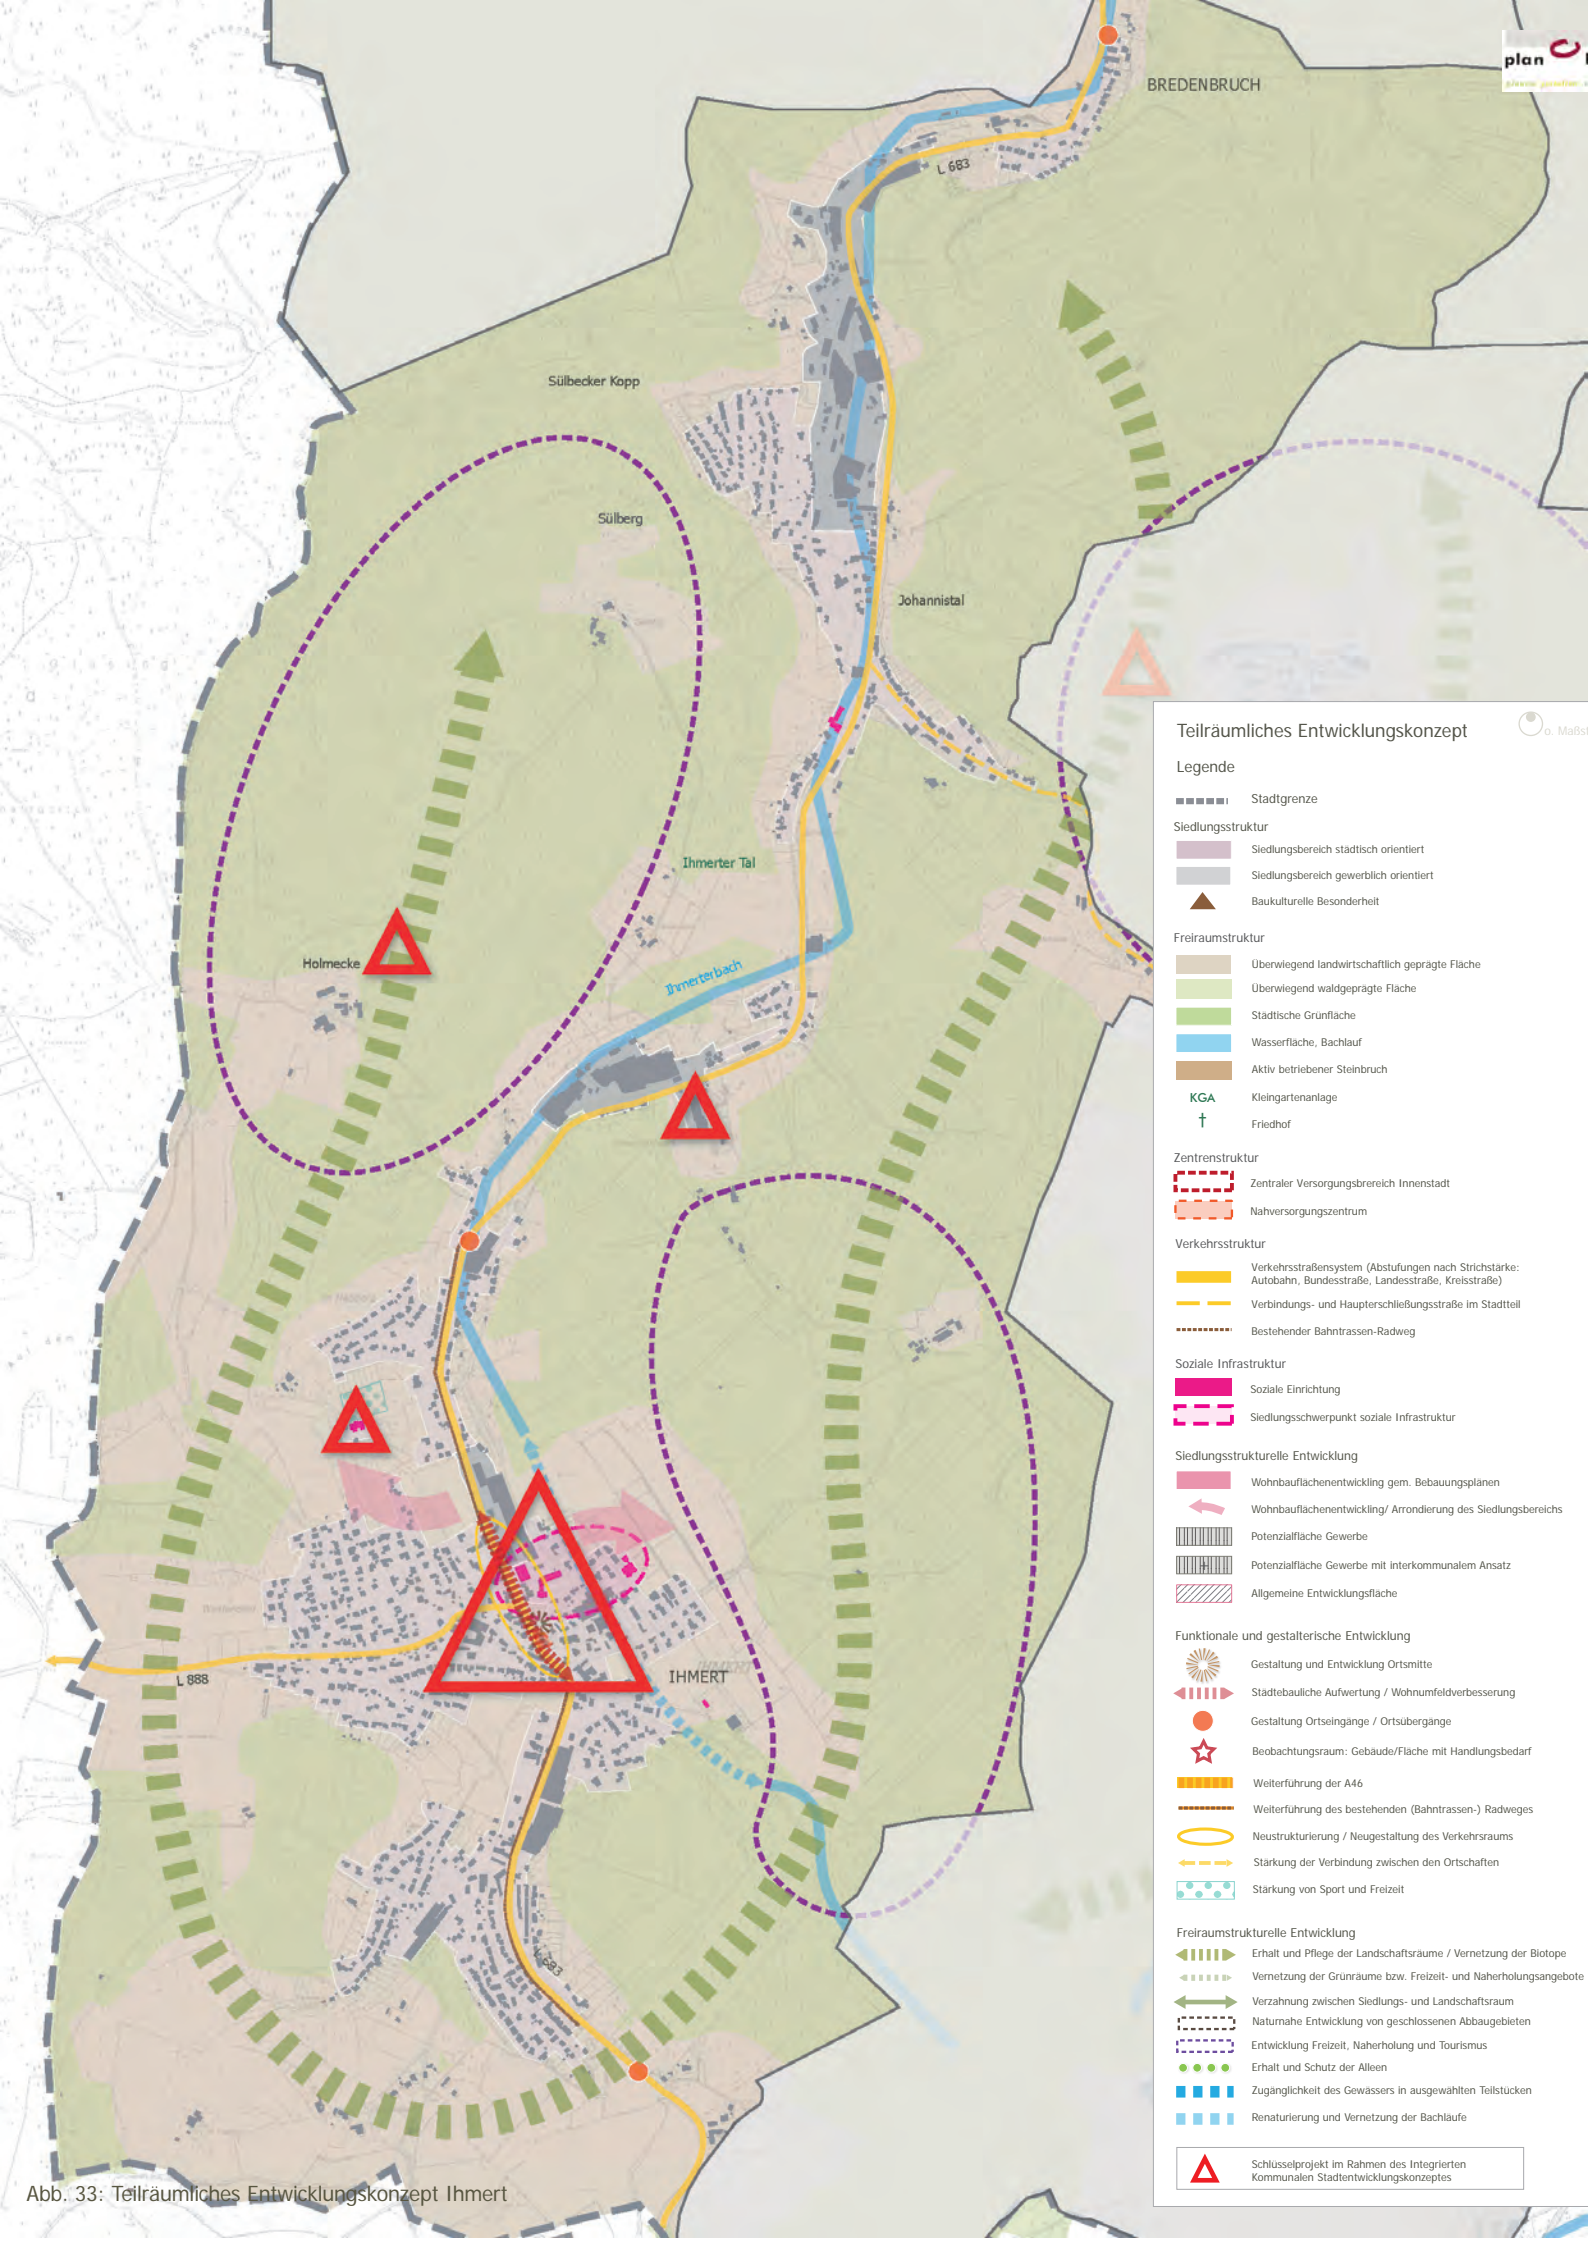 plan
BREDENBRUCH
L 683
Sülbecker Kopp
Sülberg
Johannistal
Ihmerter Tal
Holmecke
Ihmerterbach
L 888
IHMERT
L 683
Abb. 33: Teilräumliches Entwicklungskonzept Ihmert
Teilräumliches Entwicklungskonzept
Legende
Stadtgrenze
Siedlungsstruktur
Siedlungsbereich städtisch orientiert
Siedlungsbereich gewerblich orientiert
Baukulturelle Besonderheit
Freiraumstruktur
Überwiegend landwirtschaftlich geprägte Fläche
Überwiegend waldgeprägte Fläche
Städtische Grünfläche
Wasserfläche, Bachlauf
Aktiv betriebener Steinbruch
KGA Kleingartenanlage
† Friedhof
Zentrenstruktur
Zentraler Versorgungsbereich Innenstadt
Nahversorgungszentrum
Verkehrsstruktur
Verkehrsstraßensystem (Abstufungen nach Strichstärke:
Autobahn, Bundesstraße, Landesstraße, Kreisstraße)
Verbindungs- und Haupterschließungsstraße im Stadtteil
Bestehender Bahntrassen-Radweg
Soziale Infrastruktur
Soziale Einrichtung
Siedlungsschwerpunkt soziale Infrastruktur
Siedlungsstrukturelle Entwicklung
Wohnbauflächenentwickling gem. Bebauungsplänen
Wohnbauflächenentwickling/ Arrondierung des Siedlungsbereichs
Potenzialfläche Gewerbe
Potenzialfläche Gewerbe mit interkommunalem Ansatz
Allgemeine Entwicklungsfläche
Funktionale und gestalterische Entwicklung
Gestaltung und Entwicklung Ortsmitte
Städtebauliche Aufwertung / Wohnumfeldverbesserung
Gestaltung Ortseingänge / Ortsübergänge
Beobachtungsraum: Gebäude/Fläche mit Handlungsbedarf
Weiterführung der A46
Weiterführung des bestehenden (Bahntrassen-) Radweges
Neustrukturierung / Neugestaltung des Verkehrsraums
Stärkung der Verbindung zwischen den Ortschaften
Stärkung von Sport und Freizeit
Freiraumstrukturelle Entwicklung
Erhalt und Pflege der Landschaftsräume / Vernetzung der Biotope
Vernetzung der Grünräume bzw. Freizeit- und Naherholungsangebote
Verzahnung zwischen Siedlungs- und Landschaftsraum
Naturnahe Entwicklung von geschlossenen Abbaugebieten
Entwicklung Freizeit, Naherholung und Tourismus
Erhalt und Schutz der Alleen
Zugänglichkeit des Gewässers in ausgewählten Teilstücken
Renaturierung und Vernetzung der Bachläufe
Schlüsselprojekt im Rahmen des Integrierten
Kommunalen Stadtentwicklungskonzeptes